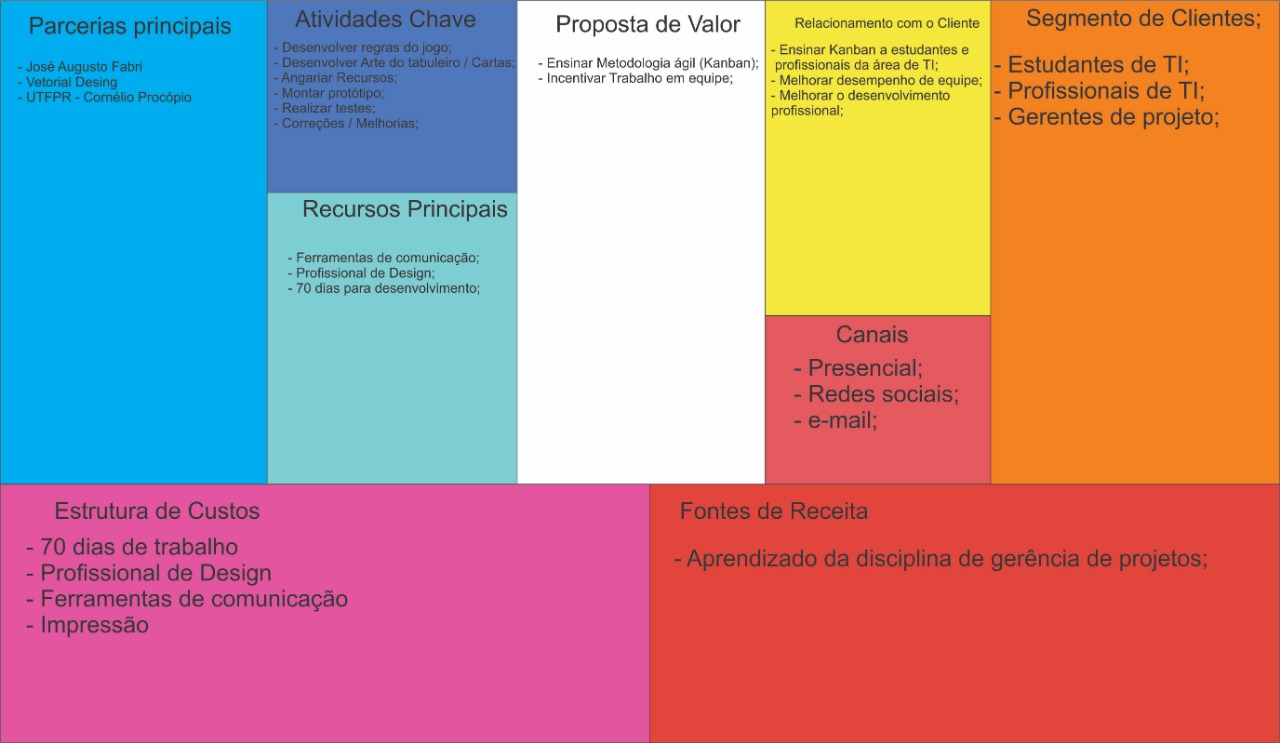 Parcerias principais
- José Augusto Fabri
- Vetorial Desing
- UTFPR - Cornélio Procópio
Atividades Chave
- Desenvolver regras do jogo;
- Desenvolver Arte do tabuleiro / Cartas;
- Angariar Recursos;
- Montar protótipo;
- Realizar testes;
- Correções / Melhorias;
Recursos Principais
- Ferramentas de comunicação;
- Profissional de Design;
- 70 dias para desenvolvimento;
Proposta de Valor
- Ensinar Metodologia ágil (Kanban);
- Incentivar Trabalho em equipe;
Relacionamento com o Cliente
- Ensinar Kanban a estudantes e
profissionais da área de TI;
- Melhorar desempenho de equipe;
- Melhorar o desenvolvimento
profissional;
Canais
- Presencial;
- Redes sociais;
- e-mail;
Segmento de Clientes;
- Estudantes de TI;
- Profissionais de TI;
- Gerentes de projeto;
Estrutura de Custos
- 70 dias de trabalho
- Profissional de Design
- Ferramentas de comunicação
- Impressão
Fontes de Receita
- Aprendizado da disciplina de gerência de projetos;